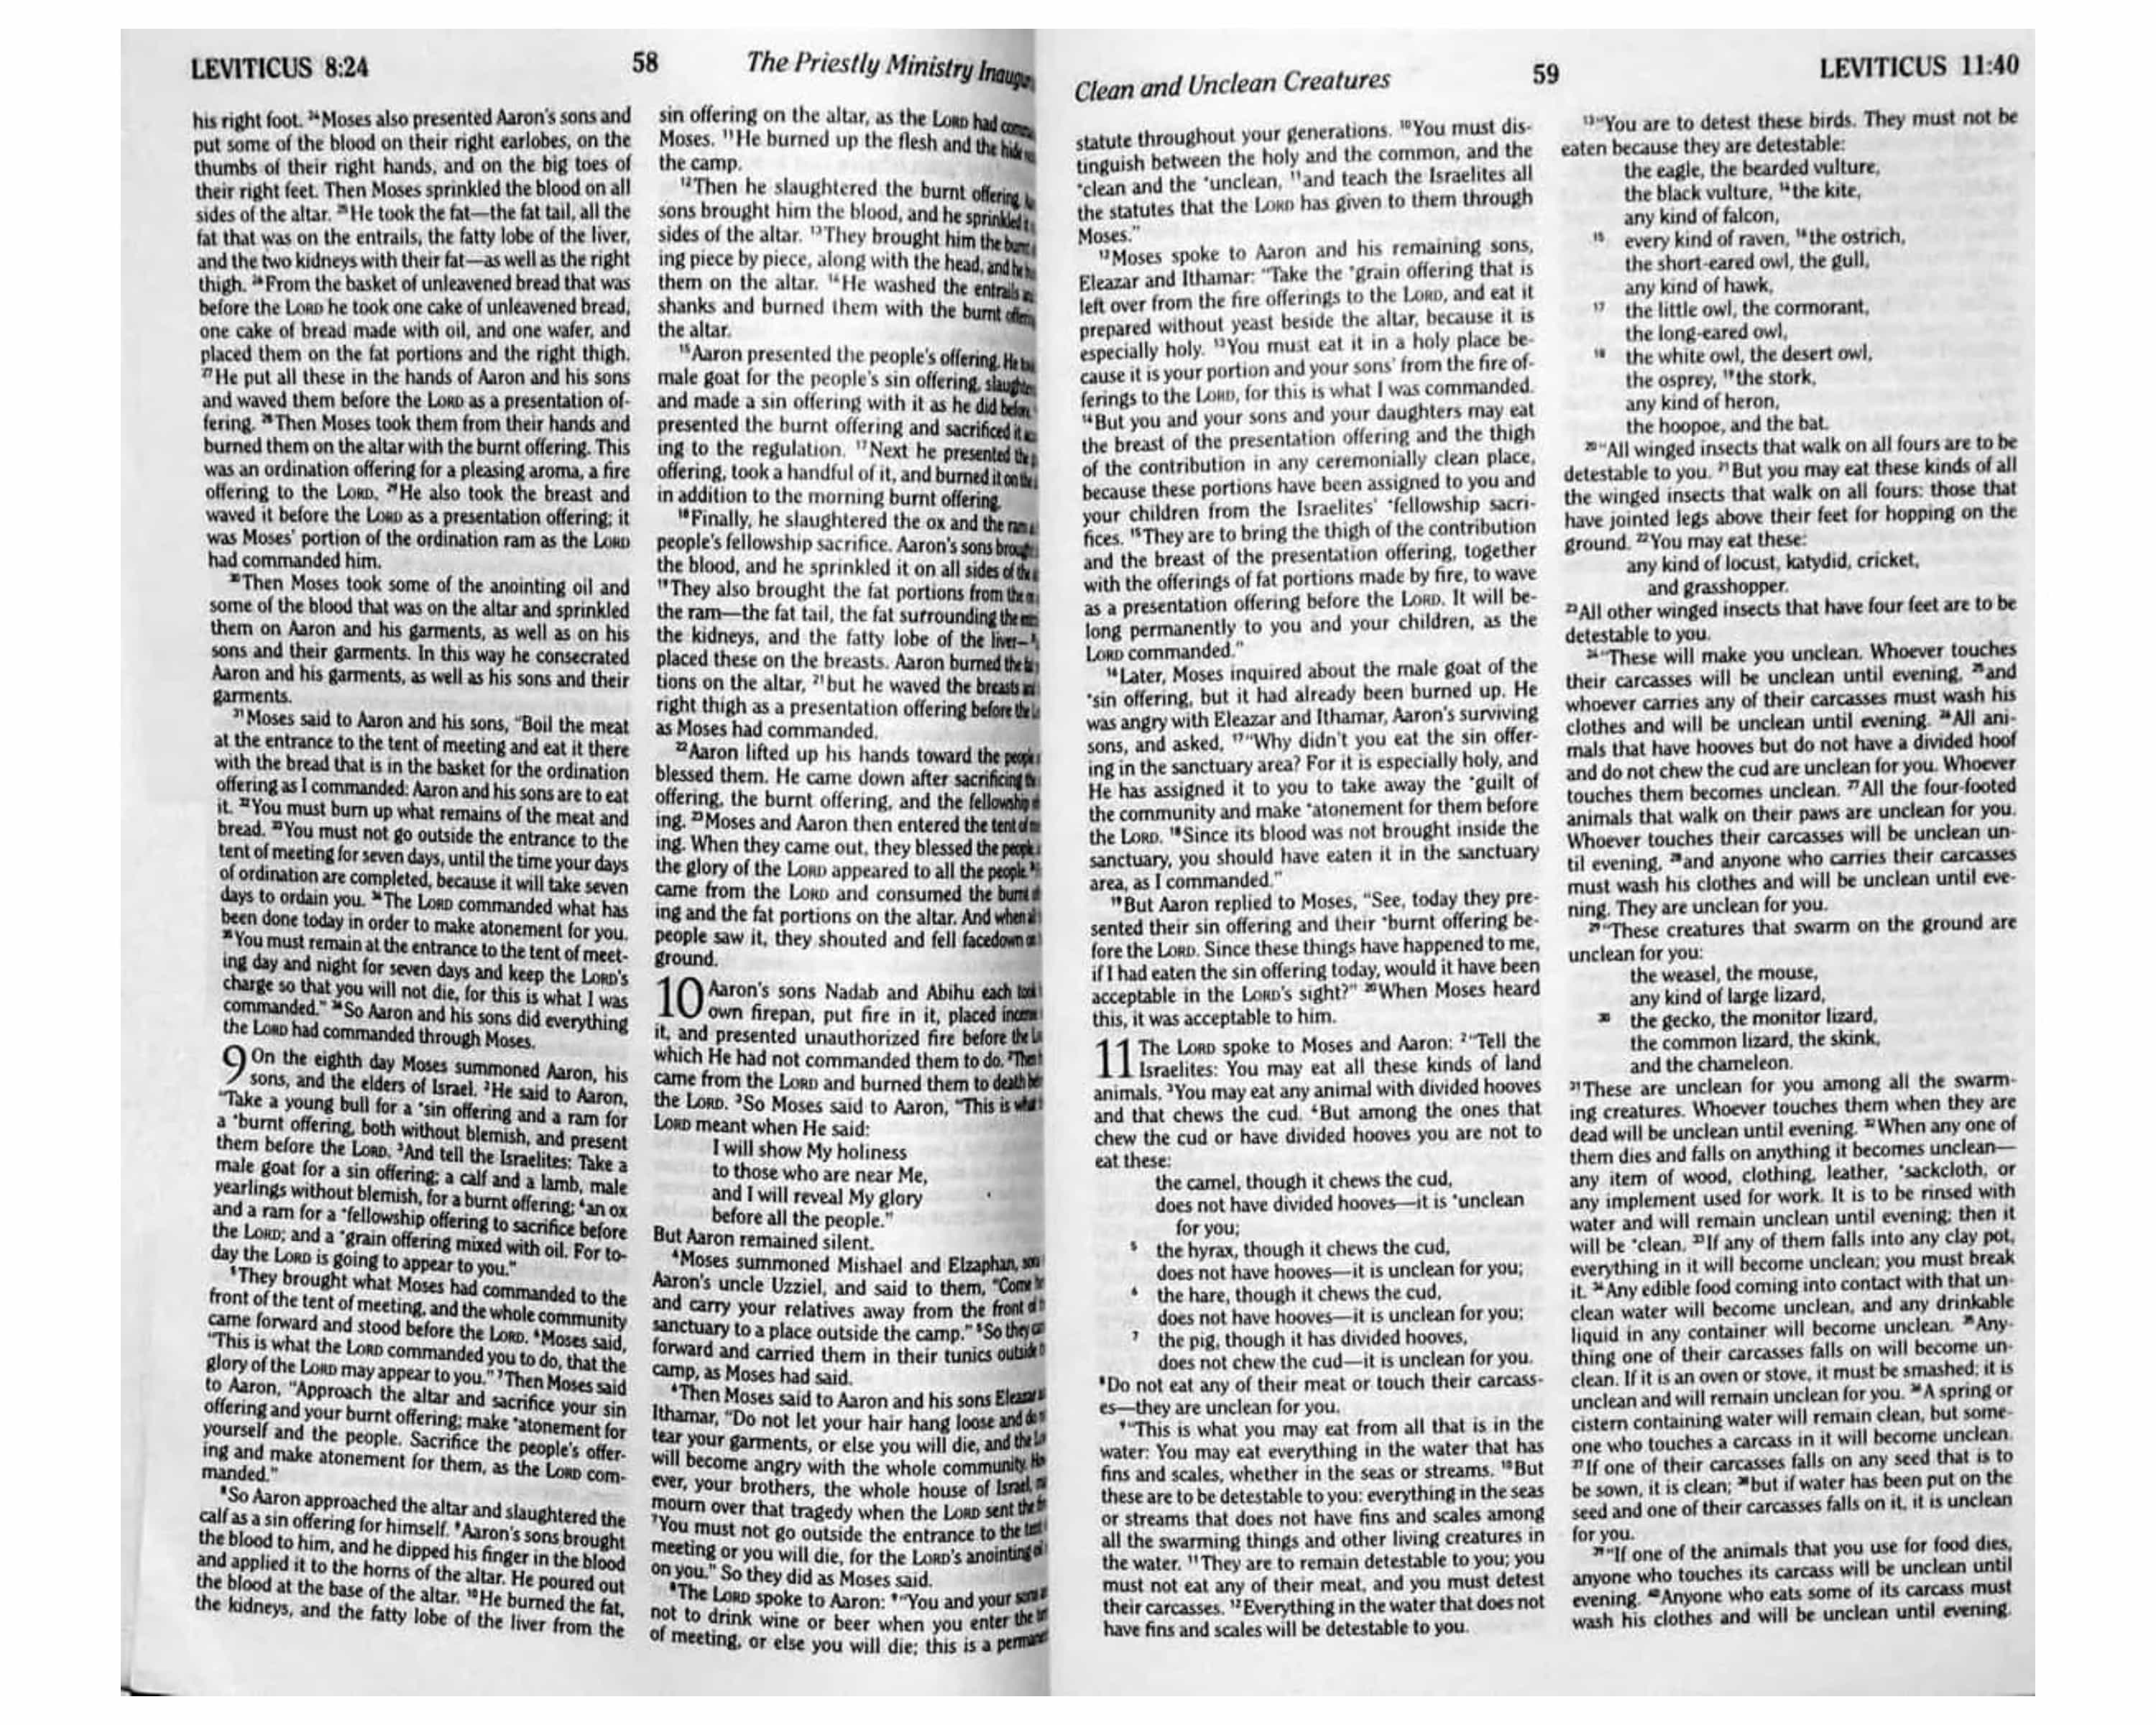 LEVITICUS 8:24
58
The Priestly Ministry
his right foot. 24Moses also presented Aaron's sons and
put some of the blood on their right earlobes, on the
thumbs of their right hands, and on the big toes of
their right feet. Then Moses sprinkled the blood on all
sides of the altar. 25He took the fat—the fat tail, all the
fat that was on the entrails, the fatty lobe of the liver,
and the two kidneys with their fat—as well as the right
thigh. 26From the basket of unleavened bread that was
before the LORD he took one cake of unleavened bread,
one cake of bread made with oil, and one wafer, and
placed them on the fat portions and the right thigh.
27He put all these in the hands of Aaron and his sons
and waved them before the LORD as a presentation of-
fering. 28Then Moses took them from their hands and
burned them on the altar with the burnt offering. This
was an ordination offering for a pleasing aroma, a fire
offering to the LORD. 29He also took the breast and
waved it before the LORD as a presentation offering; it
was Moses' portion of the ordination ram as the LORD
had commanded him.
30Then Moses took some of the anointing oil and
some of the blood that was on the altar and sprinkled
them on Aaron and his garments, as well as on his
sons and their garments. In this way he consecrated
Aaron and his garments, as well as his sons and their
garments.
31Moses said to Aaron and his sons, "Boil the meat
at the entrance to the tent of meeting and eat it there
with the bread that is in the basket for the ordination
offering as I commanded: Aaron and his sons are to eat
it. 32You must burn up what remains of the meat and
bread. 33You must not go outside the entrance to the
tent of meeting for seven days, until the time your days
of ordination are completed, because it will take seven
days to ordain you. 34The LORD commanded what has
been done today in order to make atonement for you.
35You must remain at the entrance to the tent of meet-
ing day and night for seven days and keep the LORD's
charge so that you will not die, for this is what I was
commanded." 36So Aaron and his sons did everything
the LORD had commanded through Moses.
9 On the eighth day Moses summoned Aaron, his
sons, and the elders of Israel. 2He said to Aaron,
"Take a young bull for a *sin offering and a ram for
a *burnt offering, both without blemish, and present
them before the LORD. 3And tell the Israelites: Take a
male goat for a sin offering; a calf and a lamb, male
yearlings without blemish, for a burnt offering; 4an ox
and a ram for a *fellowship offering to sacrifice before
the LORD; and a *grain offering mixed with oil. For to-
day the LORD is going to appear to you."
5They brought what Moses had commanded to the
front of the tent of meeting, and the whole community
came forward and stood before the LORD. 6Moses said,
"This is what the LORD commanded you to do, that the
glory of the LORD may appear to you." 7Then Moses said
to Aaron, "Approach the altar and sacrifice your sin
offering and your burnt offering; make *atonement for
yourself and the people. Sacrifice the people's offer-
ing and make atonement for them, as the LORD com-
manded."
8So Aaron approached the altar and slaughtered the
calf as a sin offering for himself. 9Aaron's sons brought
the blood to him, and he dipped his finger in the blood
and applied it to the horns of the altar. He poured out
the blood at the base of the altar. 10He burned the fat,
the kidneys, and the fatty lobe of the liver from the
sin offering on the altar, as the LORD had
Moses. 11He burned up the flesh and the
the camp.
12Then he slaughtered the burnt offering.
sons brought him the blood, and he sprinkled
sides of the altar. 13They brought him the
ing piece by piece, along with the head, and
them on the altar. 14He washed the entrails
shanks and burned them with the burnt
the altar.
15Aaron presented the people's offering. He
male goat for the people's sin offering,
and made a sin offering with it as he did
presented the burnt offering and sacrificed it
ing to the regulation. 17Next he presented the
offering, took a handful of it, and burned it on the
in addition to the morning burnt offering.
18Finally, he slaughtered the ox and the ram
people's fellowship sacrifice. Aaron's sons
the blood, and he sprinkled it on all sides of the
19They also brought the fat portions from the
the ram—the fat tail, the fat surrounding the
the kidneys, and the fatty lobe of the liver—
placed these on the breasts. Aaron burned the
tions on the altar, 21but he waved the breasts
right thigh as a presentation offering before the
as Moses had commanded.
22Aaron lifted up his hands toward the people
blessed them. He came down after sacrificing
offering, the burnt offering, and the fellowship
ing. 23Moses and Aaron then entered the tent of
ing. When they came out, they blessed the people
the glory of the LORD appeared to all the people.
came from the LORD and consumed the burnt
ing and the fat portions on the altar. And when
people saw it, they shouted and fell facedown
ground.
10 Aaron's sons Nadab and Abihu each
own firepan, put fire in it, placed
it, and presented unauthorized fire before the
which He had not commanded them to do.
came from the LORD and burned them to death
the LORD. 3So Moses said to Aaron, "This is
LORD meant when He said:
I will show My holiness
to those who are near Me,
and I will reveal My glory
before all the people."
But Aaron remained silent.
4Moses summoned Mishael and Elzaphan,
Aaron's uncle Uzziel, and said to them, "Come
and carry your relatives away from the front
sanctuary to a place outside the camp." 5So they
forward and carried them in their tunics outside
camp, as Moses had said.
6Then Moses said to Aaron and his sons
Ithamar, "Do not let your hair hang loose and
tear your garments, or else you will die, and the
will become angry with the whole community.
ever, your brothers, the whole house of Israel,
mourn over that tragedy when the LORD sent the
7You must not go outside the entrance to the
meeting or you will die, for the LORD's anointing
on you." So they did as Moses said.
8The LORD spoke to Aaron: 9"You and your
not to drink wine or beer when you enter the
of meeting, or else you will die; this is a
Clean and Unclean Creatures
59
LEVITICUS 11:40
statute throughout your generations. 10You must dis-
tinguish between the holy and the common, and the
*clean and the *unclean, 11and teach the Israelites all
the statutes that the LORD has given to them through
Moses."
12Moses spoke to Aaron and his remaining sons,
Eleazar and Ithamar: "Take the *grain offering that is
left over from the fire offerings to the LORD, and eat it
prepared without yeast beside the altar, because it is
especially holy. 13You must eat it in a holy place be-
cause it is your portion and your sons' from the fire of-
ferings to the LORD, for this is what I was commanded.
14But you and your sons and your daughters may eat
the breast of the presentation offering and the thigh
of the contribution in any ceremonially clean place,
because these portions have been assigned to you and
your children from the Israelites' *fellowship sacri-
fices. 15They are to bring the thigh of the contribution
and the breast of the presentation offering, together
with the offerings of fat portions made by fire, to wave
as a presentation offering before the LORD. It will be-
long permanently to you and your children, as the
LORD commanded."
16Later, Moses inquired about the male goat of the
*sin offering, but it had already been burned up. He
was angry with Eleazar and Ithamar, Aaron's surviving
sons, and asked, 17"Why didn't you eat the sin offer-
ing in the sanctuary area? For it is especially holy, and
He has assigned it to you to take away the *guilt of
the community and make *atonement for them before
the LORD. 18Since its blood was not brought inside the
sanctuary, you should have eaten it in the sanctuary
area, as I commanded."
19But Aaron replied to Moses, "See, today they pre-
sented their sin offering and their *burnt offering be-
fore the LORD. Since these things have happened to me,
if I had eaten the sin offering today, would it have been
acceptable in the LORD's sight?" 20When Moses heard
this, it was acceptable to him.
11 The LORD spoke to Moses and Aaron: 2"Tell the
Israelites: You may eat all these kinds of land
animals. 3You may eat any animal with divided hooves
and that chews the cud. 4But among the ones that
chew the cud or have divided hooves you are not to
eat these:
the camel, though it chews the cud,
does not have divided hooves—it is *unclean
for you;
5 the hyrax, though it chews the cud,
does not have hooves—it is unclean for you;
6 the hare, though it chews the cud,
does not have hooves—it is unclean for you;
7 the pig, though it has divided hooves,
does not chew the cud—it is unclean for you.
8Do not eat any of their meat or touch their carcass-
es—they are unclean for you.
9"This is what you may eat from all that is in the
water: You may eat everything in the water that has
fins and scales, whether in the seas or streams. 10But
these are to be detestable to you: everything in the seas
or streams that does not have fins and scales among
all the swarming things and other living creatures in
the water. 11They are to remain detestable to you; you
must not eat any of their meat, and you must detest
their carcasses. 12Everything in the water that does not
have fins and scales will be detestable to you.
13"You are to detest these birds. They must not be
eaten because they are detestable:
the eagle, the bearded vulture,
the black vulture, 14the kite,
any kind of falcon,
15 every kind of raven, 16the ostrich,
the short-eared owl, the gull,
any kind of hawk,
17 the little owl, the cormorant,
the long-eared owl,
18 the white owl, the desert owl,
the osprey, 19the stork,
any kind of heron,
the hoopoe, and the bat.
20"All winged insects that walk on all fours are to be
detestable to you. 21But you may eat these kinds of all
the winged insects that walk on all fours: those that
have jointed legs above their feet for hopping on the
ground. 22You may eat these:
any kind of locust, katydid, cricket,
and grasshopper.
23All other winged insects that have four feet are to be
detestable to you.
24"These will make you unclean. Whoever touches
their carcasses will be unclean until evening, 25and
whoever carries any of their carcasses must wash his
clothes and will be unclean until evening. 26All ani-
mals that have hooves but do not have a divided hoof
and do not chew the cud are unclean for you. Whoever
touches them becomes unclean. 27All the four-footed
animals that walk on their paws are unclean for you.
Whoever touches their carcasses will be unclean un-
til evening, 28and anyone who carries their carcasses
must wash his clothes and will be unclean until eve-
ning. They are unclean for you.
29"These creatures that swarm on the ground are
unclean for you:
the weasel, the mouse,
any kind of large lizard,
30 the gecko, the monitor lizard,
the common lizard, the skink,
and the chameleon.
31These are unclean for you among all the swarm-
ing creatures. Whoever touches them when they are
dead will be unclean until evening. 32When any one of
them dies and falls on anything it becomes unclean—
any item of wood, clothing, leather, *sackcloth, or
any implement used for work. It is to be rinsed with
water and will remain unclean until evening; then it
will be *clean. 33If any of them falls into any clay pot,
everything in it will become unclean; you must break
it. 34Any edible food coming into contact with that un-
clean water will become unclean, and any drinkable
liquid in any container will become unclean. 35Any-
thing one of their carcasses falls on will become un-
clean. If it is an oven or stove, it must be smashed; it is
unclean and will remain unclean for you. 36A spring or
cistern containing water will remain clean, but some-
one who touches a carcass in it will become unclean.
37If one of their carcasses falls on any seed that is to
be sown, it is clean; 38but if water has been put on the
seed and one of their carcasses falls on it, it is unclean
for you.
39"If one of the animals that you use for food dies,
anyone who touches its carcass will be unclean until
evening. 40Anyone who eats some of its carcass must
wash his clothes and will be unclean until evening.